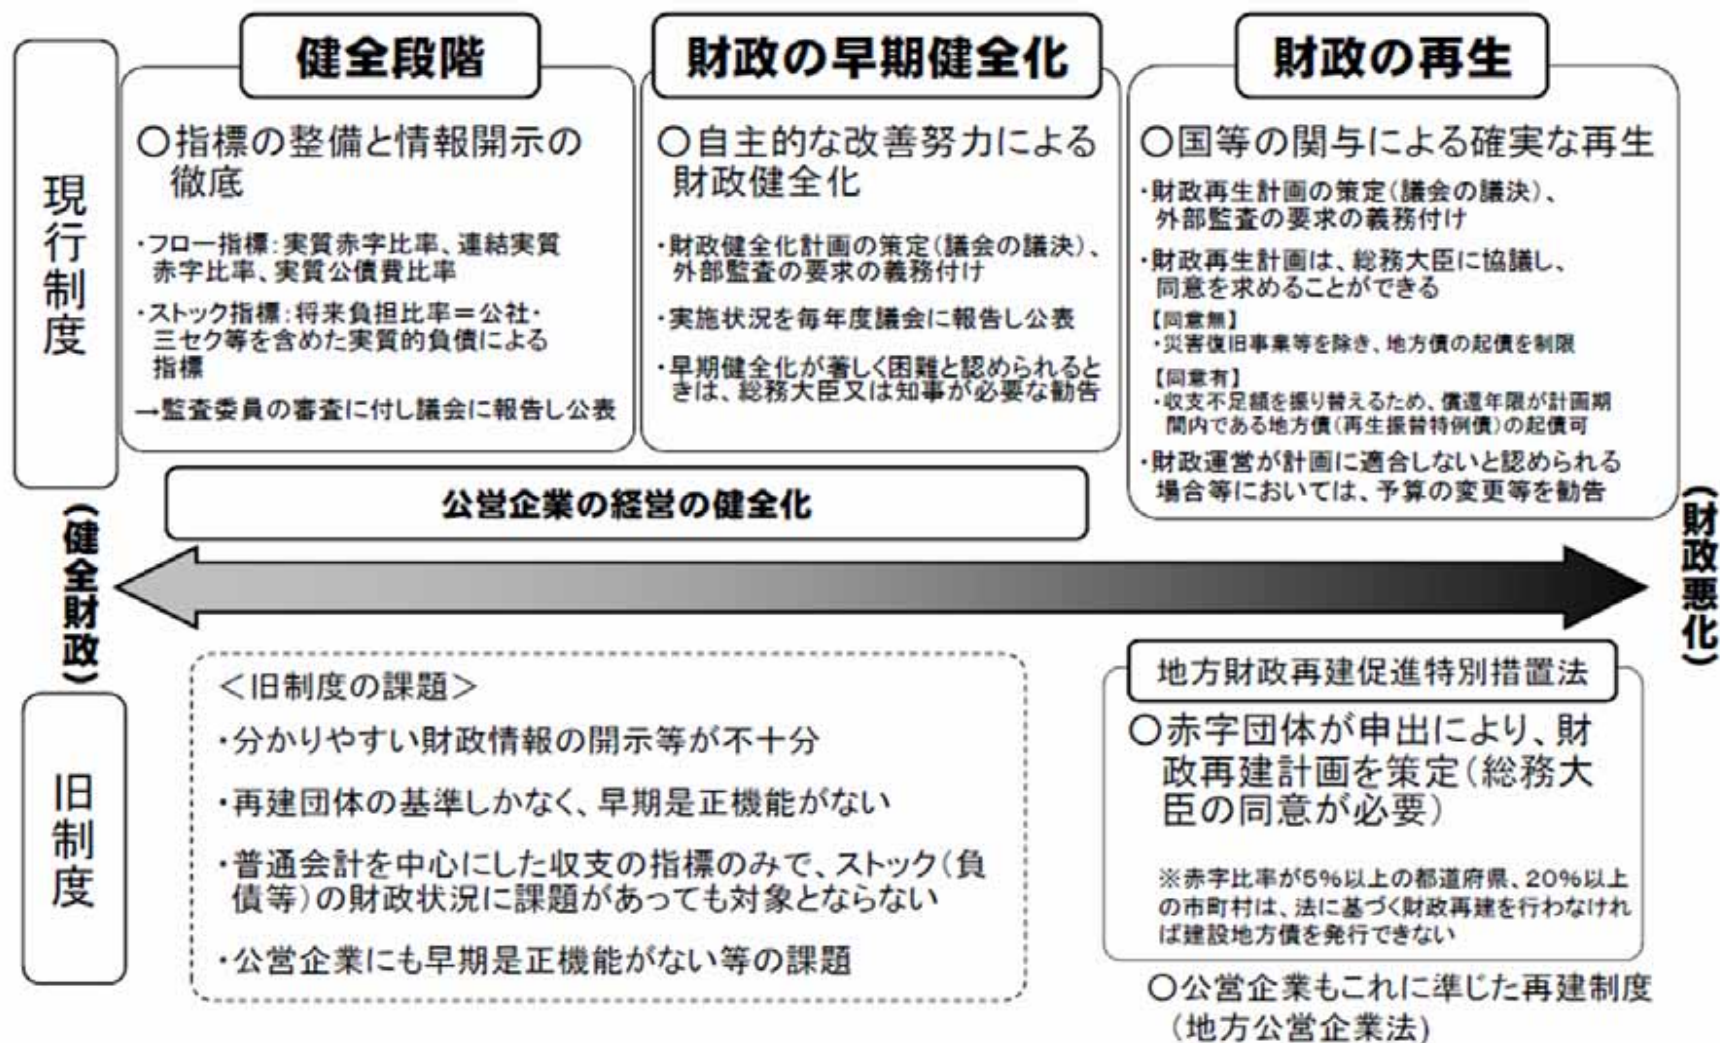 現行制度
健全段階
○指標の整備と情報開示の
徹底
・フロー指標：実質赤字比率、連結実質
赤字比率、実質公債費比率
・ストック指標：将来負担比率＝公社・
三セク等を含めた実質的負債による
指標
→監査委員の審査に付し議会に報告し公表
財政の早期健全化
○自主的な改善努力による
財政健全化
・財政健全化計画の策定（議会の議決）、
外部監査の要求の義務付け
・実施状況を毎年度議会に報告し公表
・早期健全化が著しく困難と認められると
きは、総務大臣又は知事が必要な勧告
財政の再生
○国等の関与による確実な再生
・財政再生計画の策定（議会の議決）、
外部監査の要求の義務付け
・財政再生計画は、総務大臣に協議し、
同意を求めることができる
【同意無】
・災害復旧事業等を除き、地方債の起債を制限
【同意有】
・収支不足額を振り替えるため、償還年限が計画期
間内である地方債（再生振替特例債）の起債可
・財政運営が計画に適合しないと認められる
場合等においては、予算の変更等を勧告
公営企業の経営の健全化
（健全財政）
（財政悪化）
旧制度
＜旧制度の課題＞
・分かりやすい財政情報の開示等が不十分
・再建団体の基準しかなく、早期是正機能がない
・普通会計を中心にした収支の指標のみで、ストック（負
債等）の財政状況に課題があっても対象とならない
・公営企業にも早期是正機能がない等の課題
地方財政再建促進特別措置法
○赤字団体が申出により、財
政再建計画を策定（総務大
臣の同意が必要）
※赤字比率が5％以上の都道府県、20％以上
の市町村は、法に基づく財政再建を行わなけれ
ば建設地方債を発行できない
○公営企業もこれに準じた再建制度
（地方公営企業法）